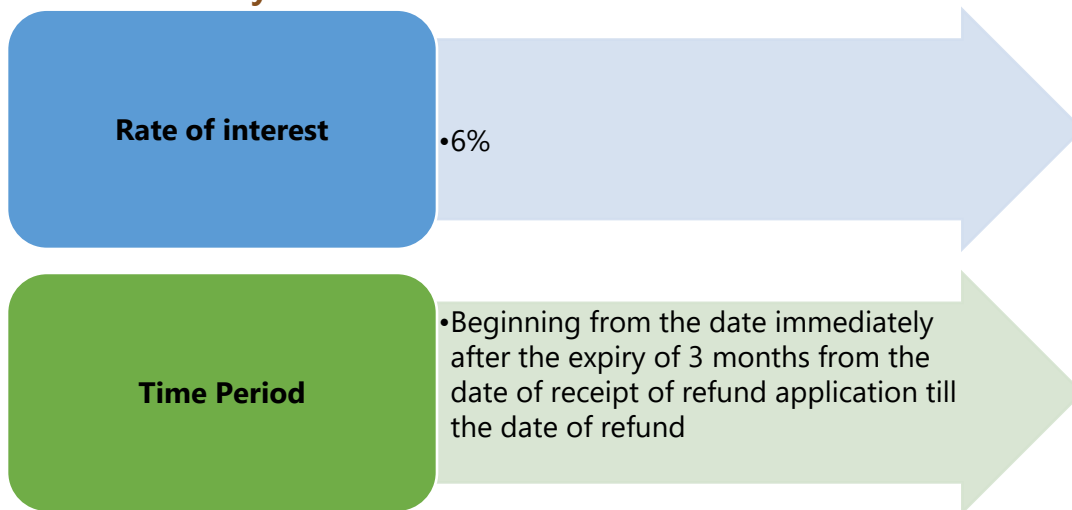 Rate of interest
•6%
Time Period
•Beginning from the date immediately
after the expiry of 3 months from the
date of receipt of refund application till
the date of refund